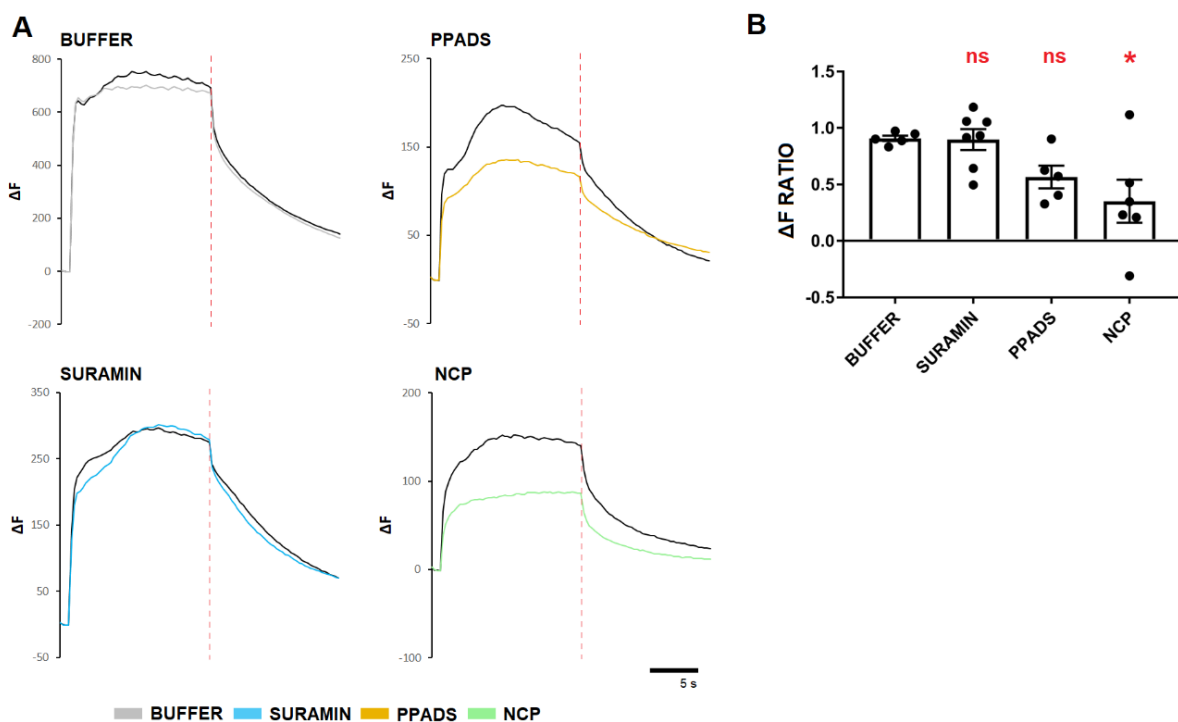 A
BUFFER
800
600
400
200
0
-200
ΔF
PPADS
250
150
50
-50
ΔF
SURAMIN
350
250
150
50
-50
ΔF
NCP
200
100
0
-100
ΔF
5 s
BUFFER SURAMIN PPADS NCP
B
ns ns *
1.5
1.0
0.5
0.0
-0.5
ΔF RATIO
BUFFER
SURAMIN
PPADS
NCP